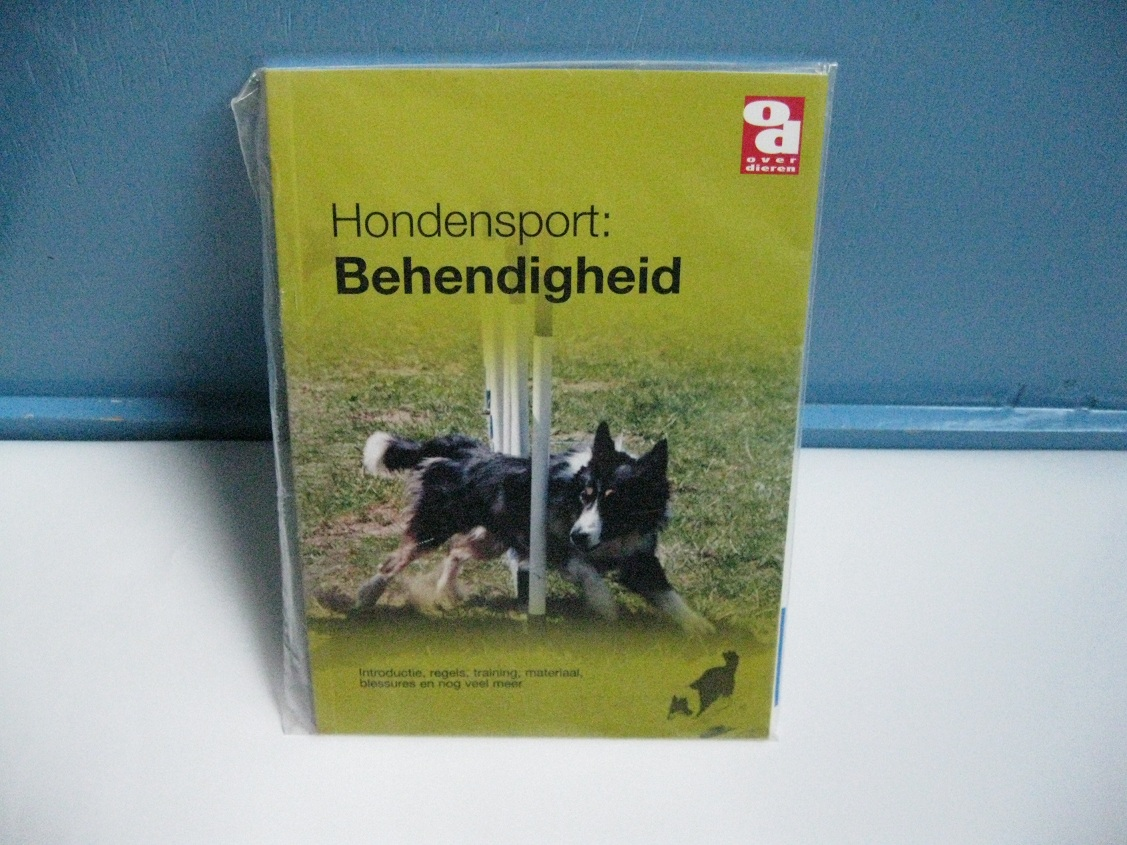 od
over
dieren
Hondensport:
Behendigheid
Introductie, regels, training, materiaal,
blessures en nog veel meer